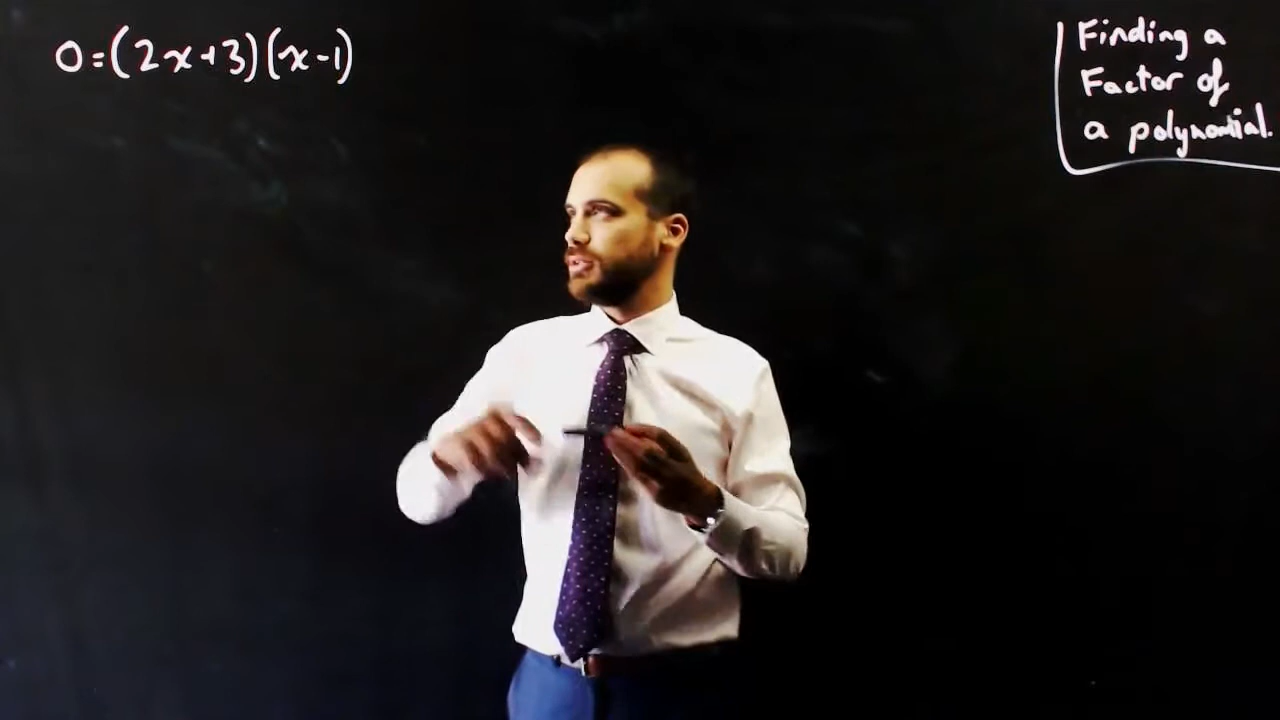 0=(2x+3)(x-1)
Finding a
Factor of
a polynomial.